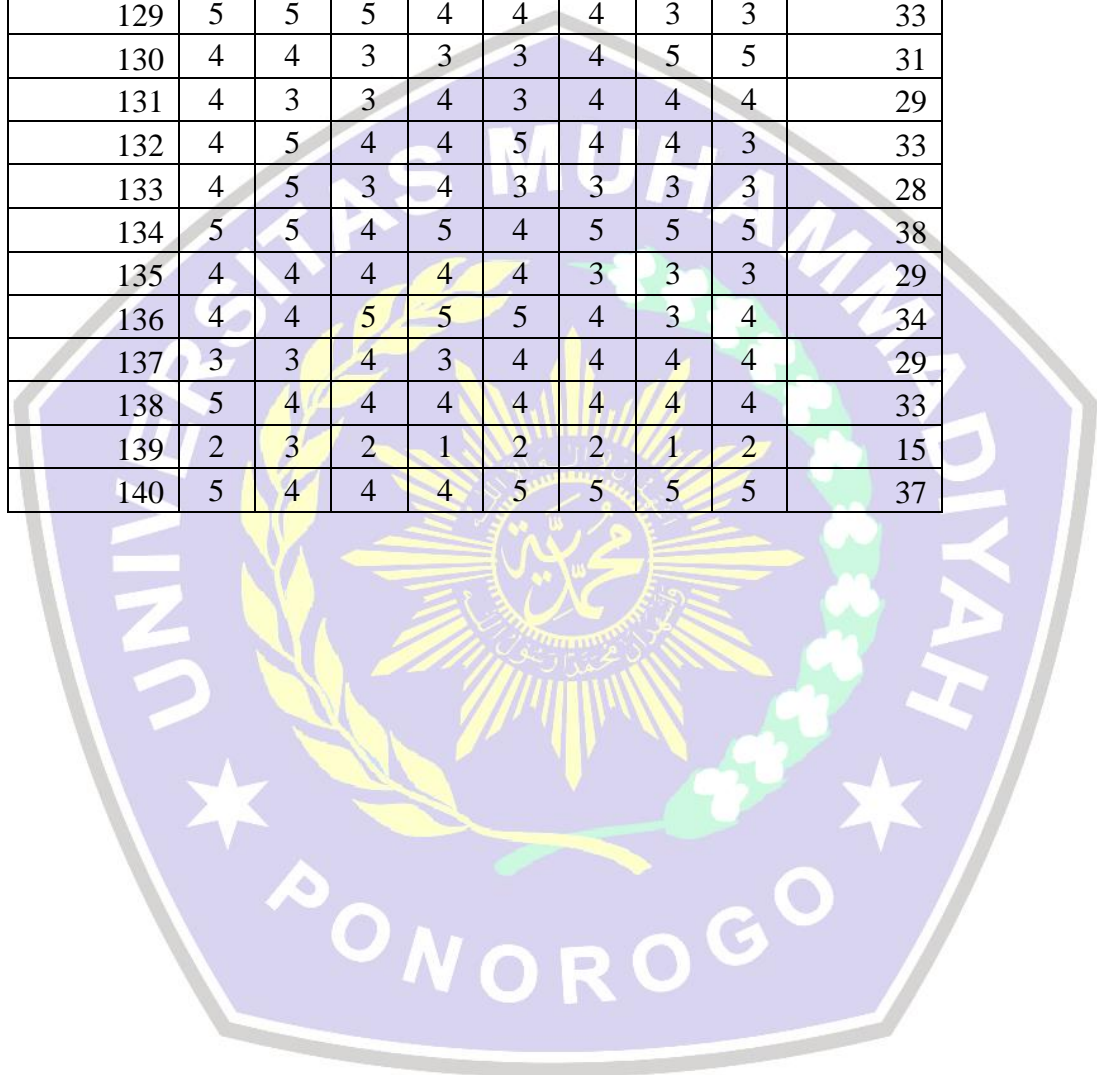 129 5 5 5 4 4 4 3 3 33
130 4 4 3 3 3 4 5 5 31
131 4 3 3 4 3 4 4 4 29
132 4 5 4 4 5 4 4 3 33
133 4 5 3 4 3 3 3 3 28
134 5 5 4 5 4 5 5 5 38
135 4 4 4 4 4 3 3 3 29
136 4 4 5 5 5 4 3 4 34
137 3 3 4 3 4 4 4 4 29
138 5 4 4 4 4 4 4 4 33
139 2 3 2 1 2 2 1 2 15
140 5 4 4 4 5 5 5 5 37
UNIVERSITAS MUHAMMADIYAH
PONOROGO